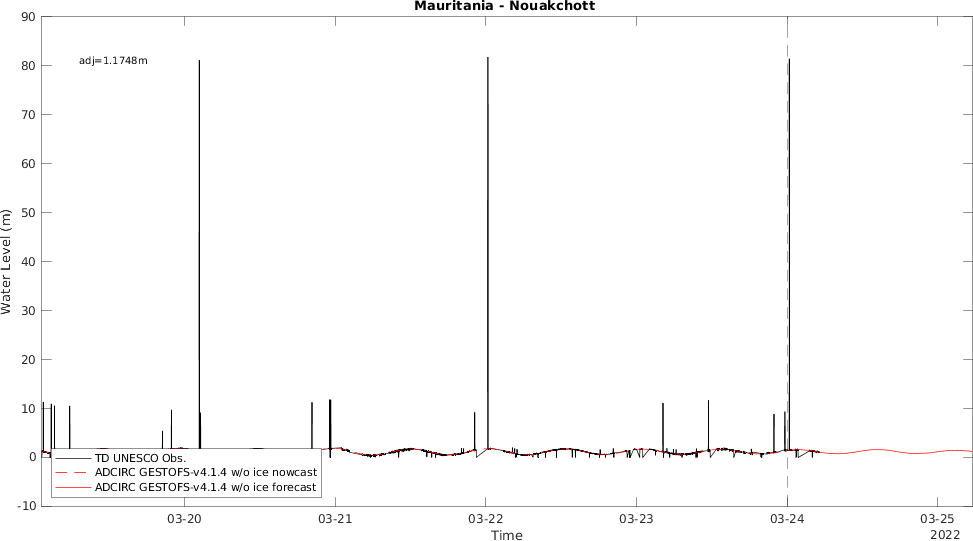 Mauritania - Nouakchott
90
80
70
60
50
40
30
20
10
0
-10
adj=1.1748m
Water Level (m)
TD UNESCO Obs.
ADCIRC GESTOFS-v4.1.4 w/o ice nowcast
ADCIRC GESTOFS-v4.1.4 w/o ice forecast
03-20
03-21
03-22
03-23
03-24
03-25
Time
2022